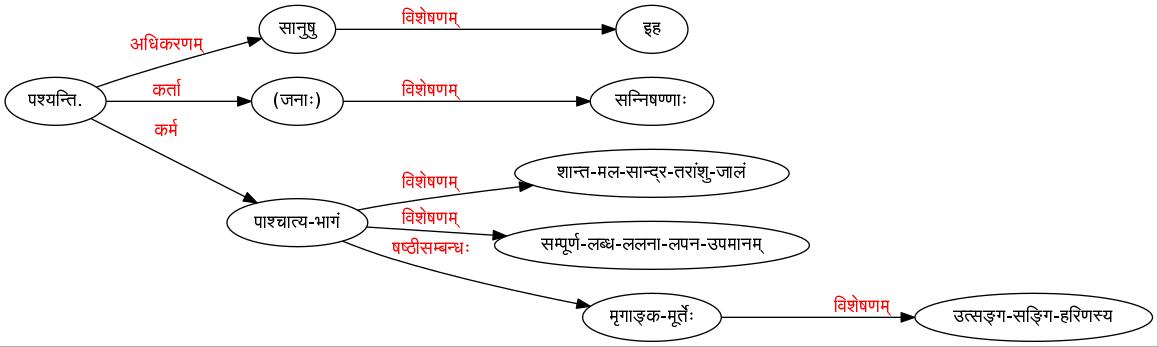 सानुषु
विशेषणम्
इह
अधिकरणम्
पश्यन्ति.
कर्ता
(जनाः)
विशेषणम्
सन्निषण्णाः
कर्म
पाश्चात्य-भागं
विशेषणम्
शान्त-मल-सान्द्र-तरांशु-जालं
विशेषणम्
सम्पूर्ण-लब्ध-ललना-लपन-उपमानम्
षष्ठीसम्बन्धः
मृगाङ्क-मूर्तेः
विशेषणम्
उत्सङ्ग-सङ्गि-हरिणस्य